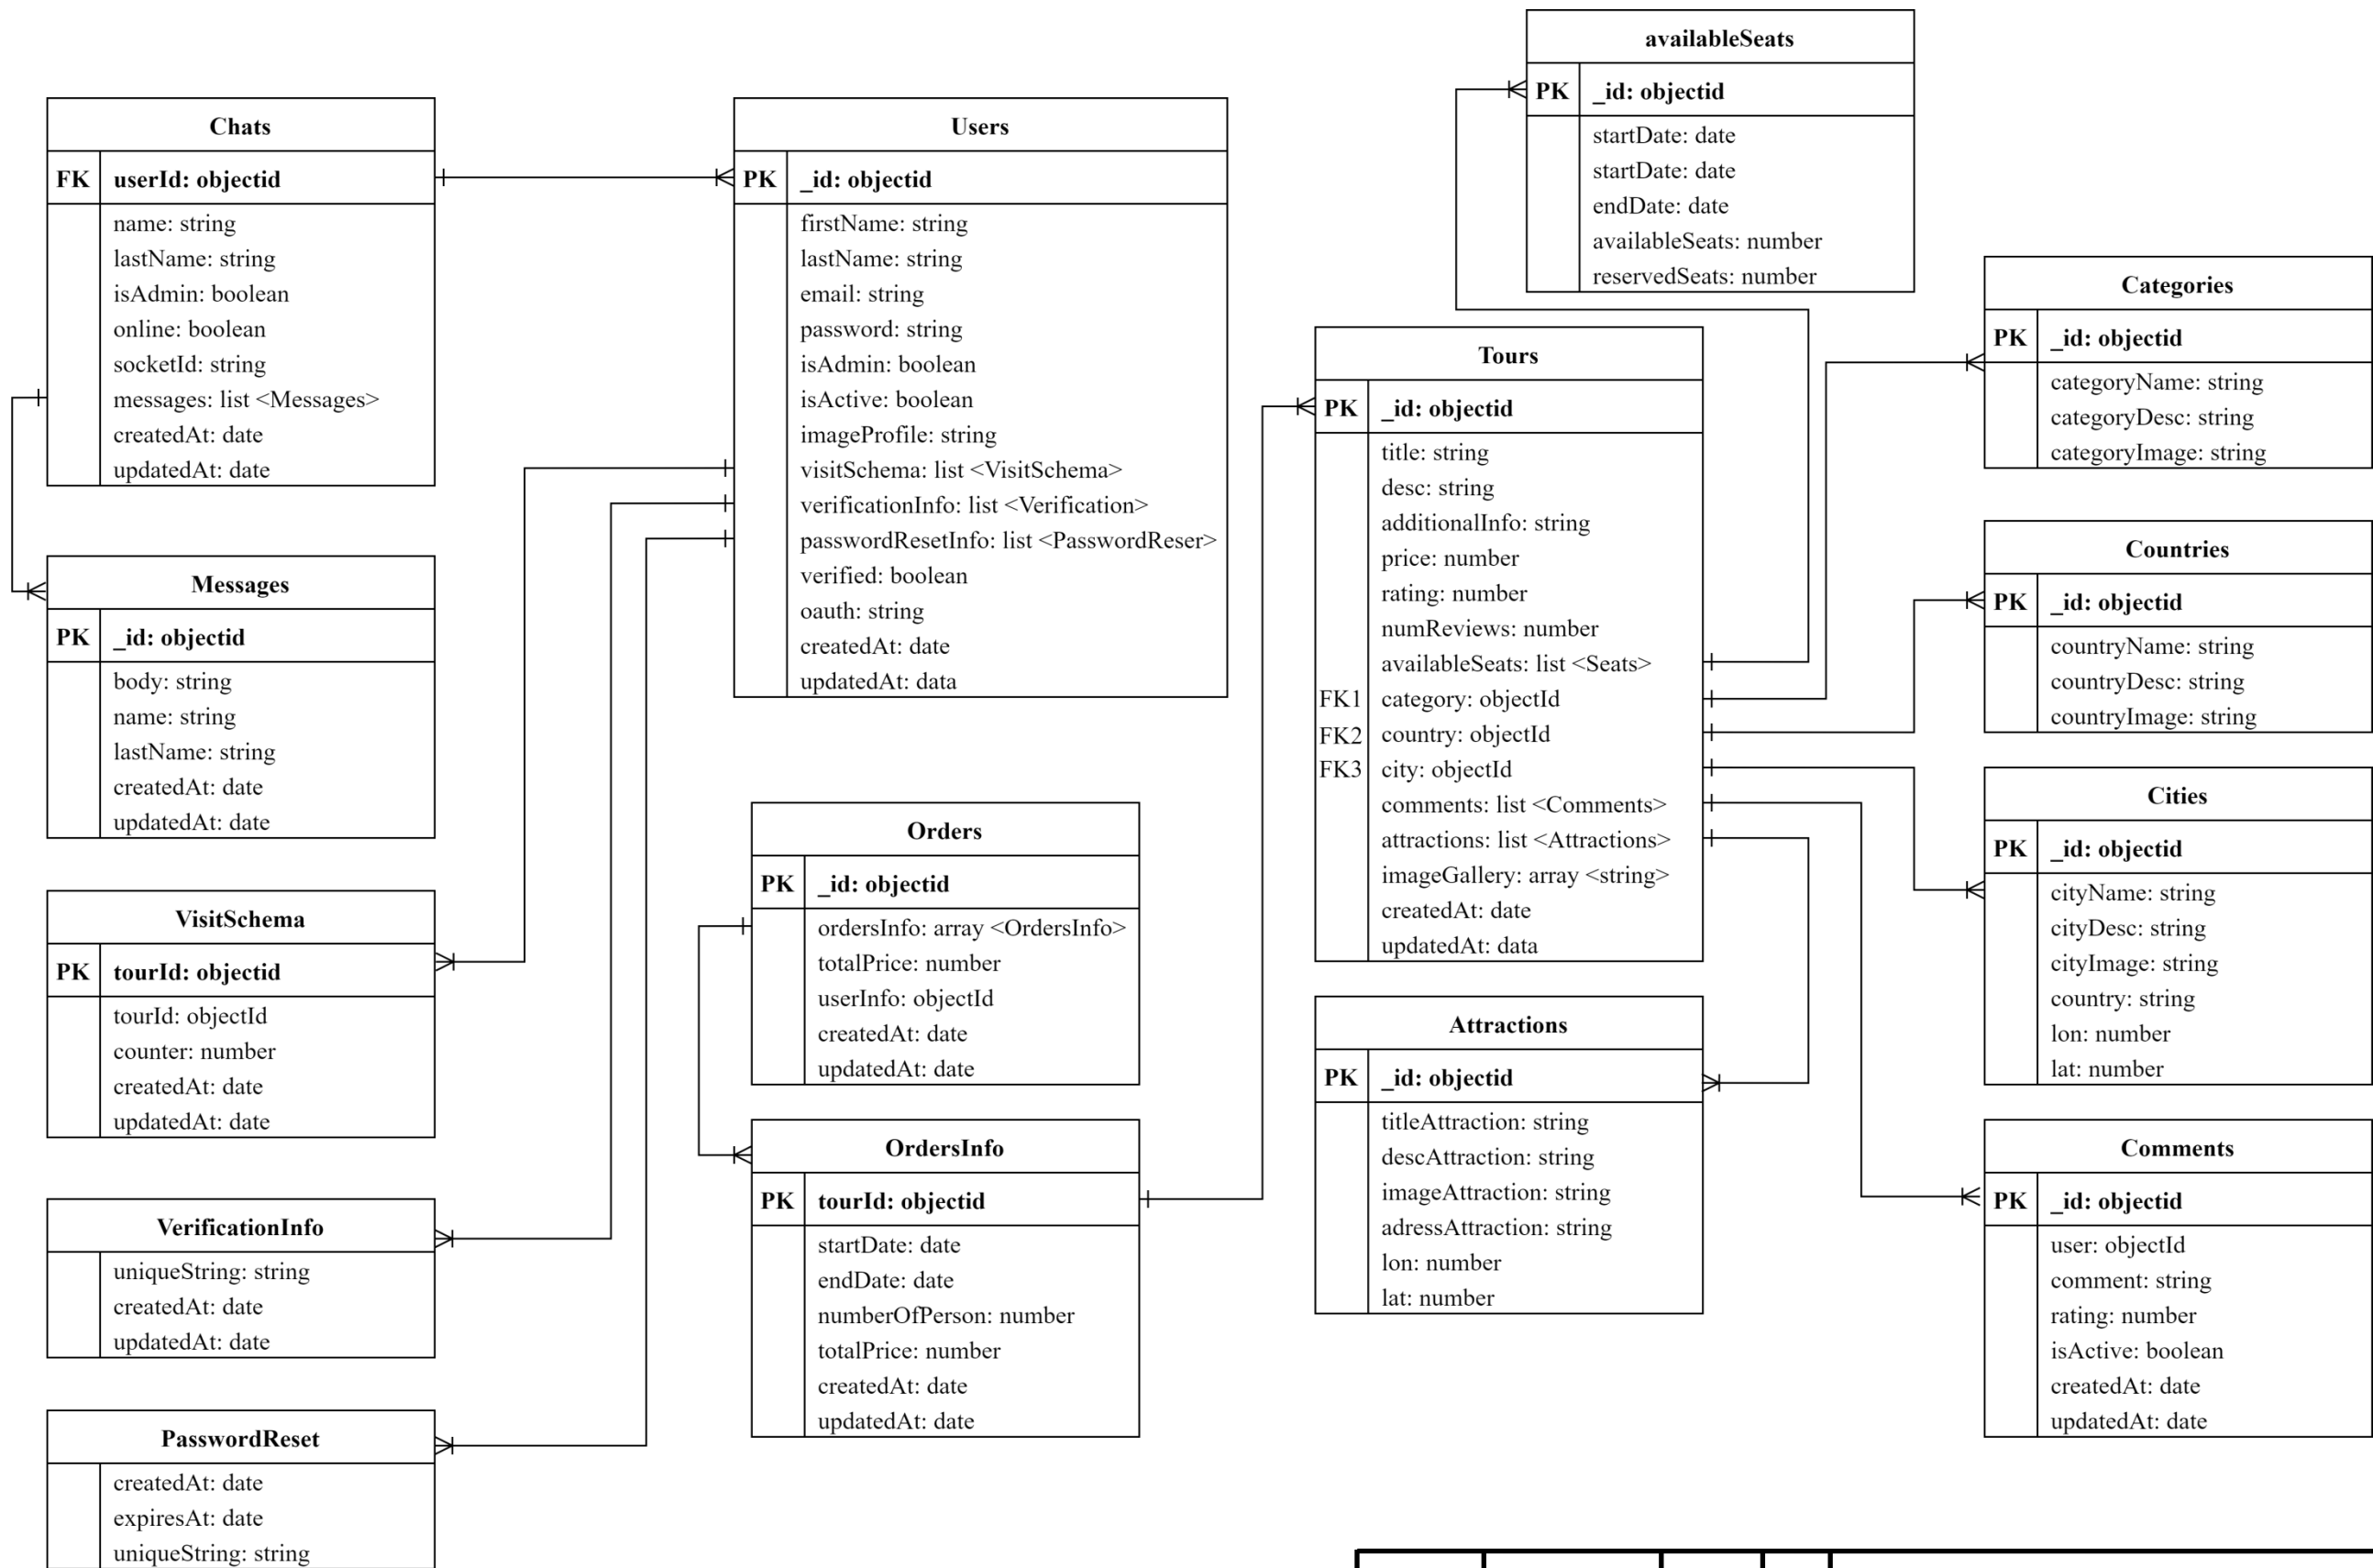 availableSeats
PK _id: objectid
startDate: date
startDate: date
endDate: date
availableSeats: number
reservedSeats: number
Chats
FK userId: objectid
name: string
lastName: string
isAdmin: boolean
online: boolean
socketId: string
messages: list <Messages>
createdAt: date
updatedAt: date
Users
PK _id: objectid
firstName: string
lastName: string
email: string
password: string
isAdmin: boolean
isActive: boolean
imageProfile: string
visitSchema: list <VisitSchema>
verificationInfo: list <Verification>
passwordResetInfo: list <PasswordReser>
verified: boolean
oauth: string
createdAt: date
updatedAt: data
Categories
PK _id: objectid
categoryName: string
categoryDesc: string
categoryImage: string
Tours
PK _id: objectid
title: string
desc: string
additionalInfo: string
price: number
rating: number
numReviews: number
availableSeats: list <Seats>
FK1 category: objectId
FK2 country: objectId
FK3 city: objectId
comments: list <Comments>
attractions: list <Attractions>
imageGallery: array <string>
createdAt: date
updatedAt: data
Countries
PK _id: objectid
countryName: string
countryDesc: string
countryImage: string
Messages
PK _id: objectid
body: string
name: string
lastName: string
createdAt: date
updatedAt: date
Cities
PK _id: objectid
cityName: string
cityDesc: string
cityImage: string
country: string
lon: number
lat: number
Orders
PK _id: objectid
ordersInfo: array <OrdersInfo>
totalPrice: number
userInfo: objectId
createdAt: date
updatedAt: date
VisitSchema
PK tourId: objectid
tourId: objectId
counter: number
createdAt: date
updatedAt: date
Attractions
PK _id: objectid
titleAttraction: string
descAttraction: string
imageAttraction: string
adressAttraction: string
lon: number
lat: number
OrdersInfo
PK tourId: objectid
startDate: date
endDate: date
numberOfPerson: number
totalPrice: number
createdAt: date
updatedAt: date
Comments
PK _id: objectid
user: objectId
comment: string
rating: number
isActive: boolean
createdAt: date
updatedAt: date
VerificationInfo
uniqueString: string
createdAt: date
updatedAt: date
PasswordReset
createdAt: date
expiresAt: date
uniqueString: string